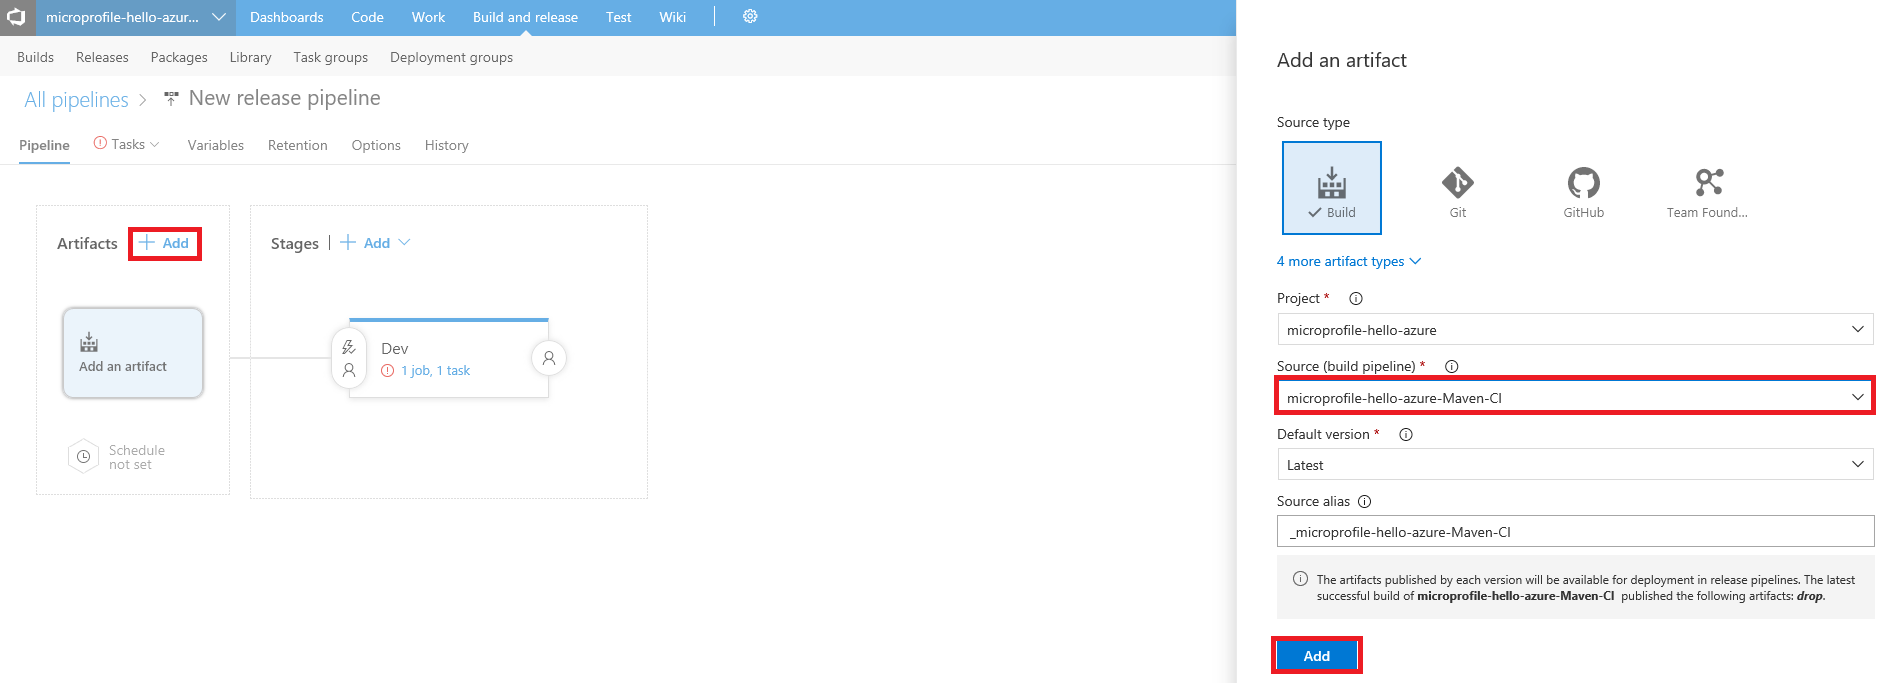 microprofile-hello-azur...
Dashboards
Code
Work
Build and release
Test
Wiki
Builds
Releases
Packages
Library
Task groups
Deployment groups
All pipelines > New release pipeline
Pipeline
Tasks
Variables
Retention
Options
History
Artifacts
Add
Add an artifact
Schedule
not set
Stages
Add
Dev
1 job, 1 task
Add an artifact
Source type
Build
Git
GitHub
Team Found...
4 more artifact types
Project *
microprofile-hello-azure
Source (build pipeline) *
microprofile-hello-azure-Maven-CI
Default version *
Latest
Source alias
_microprofile-hello-azure-Maven-CI
The artifacts published by each version will be available for deployment in release pipelines. The latest
successful build of microprofile-hello-azure-Maven-CI published the following artifacts: drop.
Add